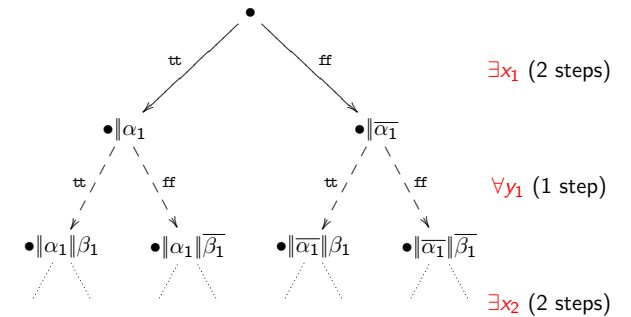 •
tt ff ∃x₁ (2 steps)
•‖α₁ •‖α̅₁̅
tt ff tt ff ∀y₁ (1 step)
•‖α₁‖β₁ •‖α₁‖β̅₁̅ •‖α̅₁̅‖β₁ •‖α̅₁̅‖β̅₁̅
∃x₂ (2 steps)